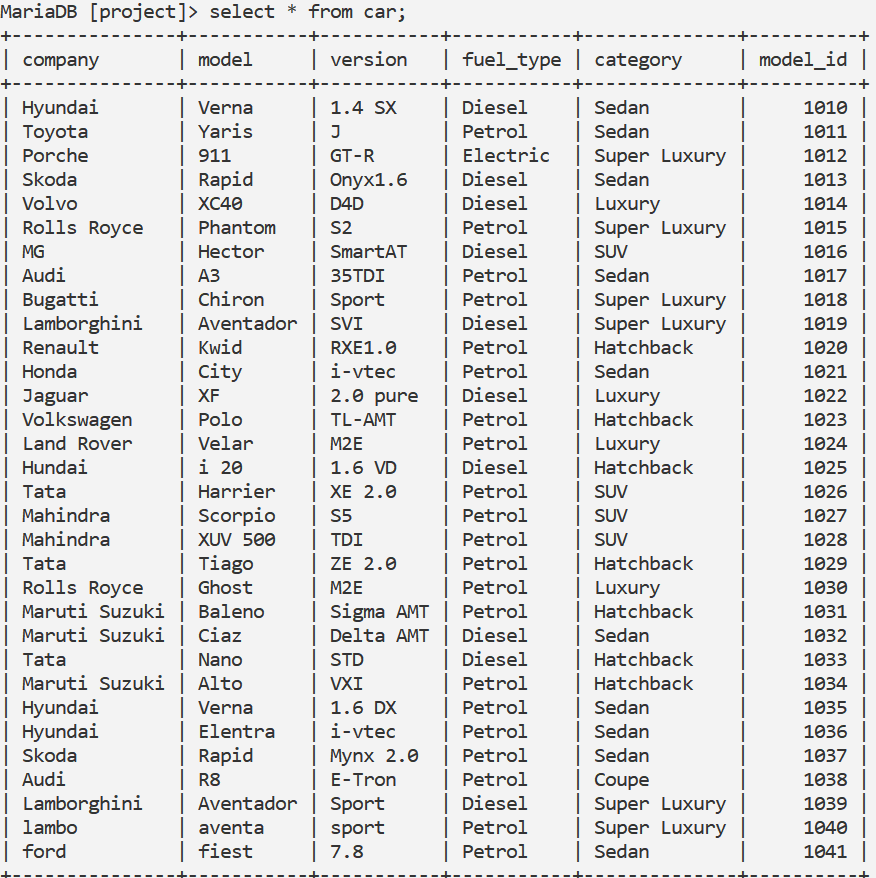 MariaDB [project]> select * from car;
+---------------+-----------+-----------+-----------+--------------+----------+
| company       | model     | version   | fuel_type | category     | model_id |
+---------------+-----------+-----------+-----------+--------------+----------+
| Hyundai       | Verna     | 1.4 SX    | Diesel    | Sedan        |     1010 |
| Toyota        | Yaris     | J         | Petrol    | Sedan        |     1011 |
| Porche        | 911       | GT-R      | Electric  | Super Luxury |     1012 |
| Skoda         | Rapid     | Onyx1.6   | Diesel    | Sedan        |     1013 |
| Volvo         | XC40      | D4D       | Diesel    | Luxury       |     1014 |
| Rolls Royce   | Phantom   | S2        | Petrol    | Super Luxury |     1015 |
| MG            | Hector    | SmartAT   | Diesel    | SUV          |     1016 |
| Audi          | A3        | 35TDI     | Petrol    | Sedan        |     1017 |
| Bugatti       | Chiron    | Sport     | Petrol    | Super Luxury |     1018 |
| Lamborghini   | Aventador | SVI       | Diesel    | Super Luxury |     1019 |
| Renault       | Kwid      | RXE1.0    | Petrol    | Hatchback    |     1020 |
| Honda         | City      | i-vtec    | Petrol    | Sedan        |     1021 |
| Jaguar        | XF        | 2.0 pure  | Diesel    | Luxury       |     1022 |
| Volkswagen    | Polo      | TL-AMT    | Petrol    | Hatchback    |     1023 |
| Land Rover    | Velar     | M2E       | Petrol    | Luxury       |     1024 |
| Hundai        | i 20      | 1.6 VD    | Diesel    | Hatchback    |     1025 |
| Tata          | Harrier   | XE 2.0    | Petrol    | SUV          |     1026 |
| Mahindra      | Scorpio   | S5        | Petrol    | SUV          |     1027 |
| Mahindra      | XUV 500   | TDI       | Petrol    | SUV          |     1028 |
| Tata          | Tiago     | ZE 2.0    | Petrol    | Hatchback    |     1029 |
| Rolls Royce   | Ghost     | M2E       | Petrol    | Luxury       |     1030 |
| Maruti Suzuki | Baleno    | Sigma AMT | Petrol    | Hatchback    |     1031 |
| Maruti Suzuki | Ciaz      | Delta AMT | Diesel    | Sedan        |     1032 |
| Tata          | Nano      | STD       | Diesel    | Hatchback    |     1033 |
| Maruti Suzuki | Alto      | VXI       | Petrol    | Hatchback    |     1034 |
| Hyundai       | Verna     | 1.6 DX    | Petrol    | Sedan        |     1035 |
| Hyundai       | Elentra   | i-vtec    | Petrol    | Sedan        |     1036 |
| Skoda         | Rapid     | Mynx 2.0  | Petrol    | Sedan        |     1037 |
| Audi          | R8        | E-Tron    | Petrol    | Coupe        |     1038 |
| Lamborghini   | Aventador | Sport     | Diesel    | Super Luxury |     1039 |
| lambo         | aventa    | sport     | Petrol    | Super Luxury |     1040 |
| ford          | fiest     | 7.8       | Petrol    | Sedan        |     1041 |
+---------------+-----------+-----------+-----------+--------------+----------+